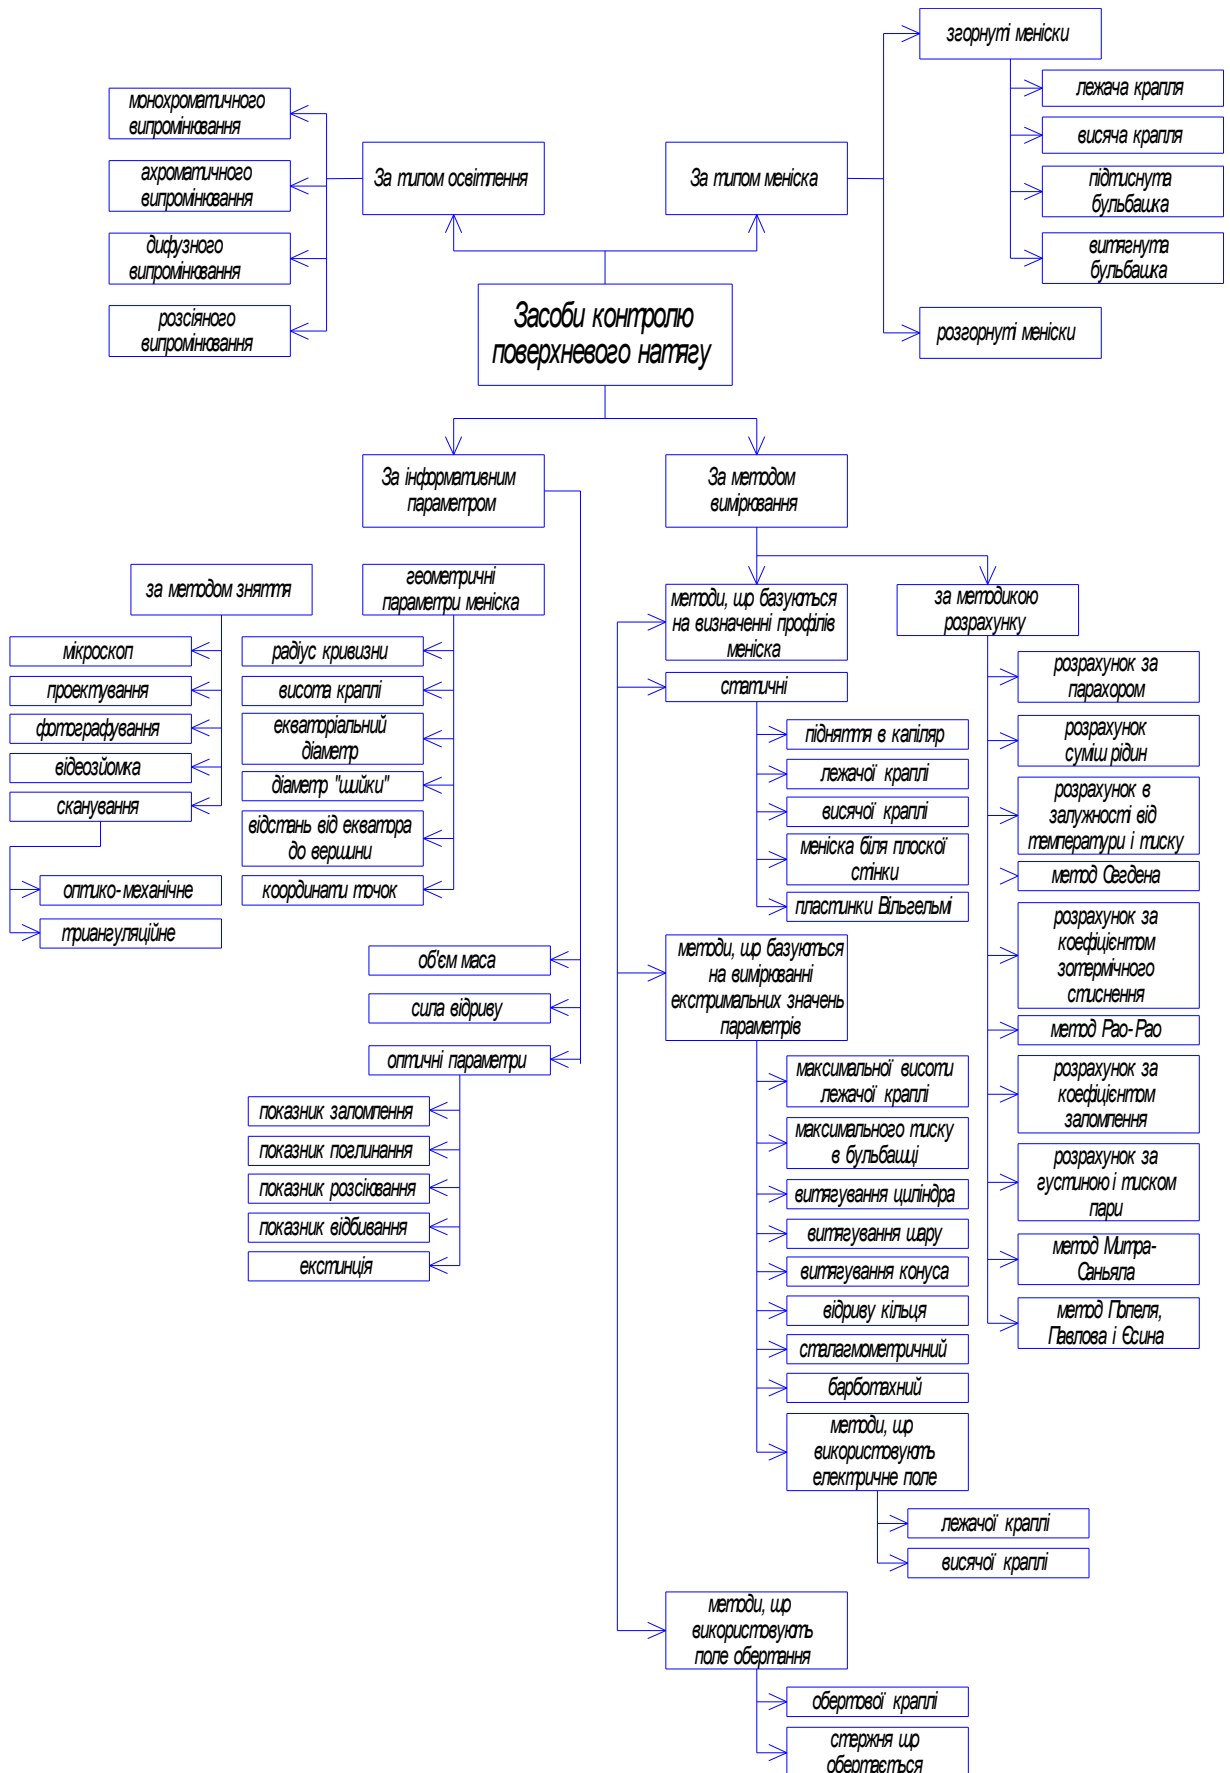 згорнуті меніски
лежача крапля
висяча крапля
підтиснута
бульбашка
витягнута
бульбашка
розгорнуті меніски
За типом меніска
За типом освітлення
монохроматичного
випромінювання
ахроматичного
випромінювання
дифузного
випромінювання
розсіяного
випромінювання
Засоби контролю
поверхневого натягу
За інформативним
параметром
За методом
вимірювання
за методом зняття
мікроскоп
проектування
фотографування
відеозйомка
сканування
оптико-механічне
триангуляційне
геометричні
параметри меніска
радіус кривизни
висота краплі
екваторіальний
діаметр
діаметр "шийки"
відстань від екватора
до вершини
координати точок
об'єм маса
сила відриву
оптичні параметри
показник заломлення
показник поглинання
показник розсіювання
показник відбивання
екстинція
методи, що базуються
на визначенні профілів
меніска
статичні
підняття в капіляр
лежачої краплі
висячої краплі
меніска біля плоскої
стінки
пластинки Вільгельмі
методи, що базуються
на вимірюванні
екстримальних значень
параметрів
максимальної висоти
лежачої краплі
максимального тиску
в бульбашці
витягування циліндра
витягування шару
витягування конуса
відриву кільця
сталагмометричний
барботахний
методи, що
використовують
електричне поле
лежачої краплі
висячої краплі
методи, що
використовують
поле обертання
обертової краплі
стержня що
обертається
за методикою
розрахунку
розрахунок за
парахором
розрахунок
суміш рідин
розрахунок в
залужності від
температури і тиску
метод Сегдена
розрахунок за
коефіцієнтом
зотермічного
стиснення
метод Рао-Рао
розрахунок за
коефіцієнтом
заломлення
розрахунок за
густиною і тиском
пари
метод Митра-
Саньяла
метод Попеля,
Павлова і Єсина